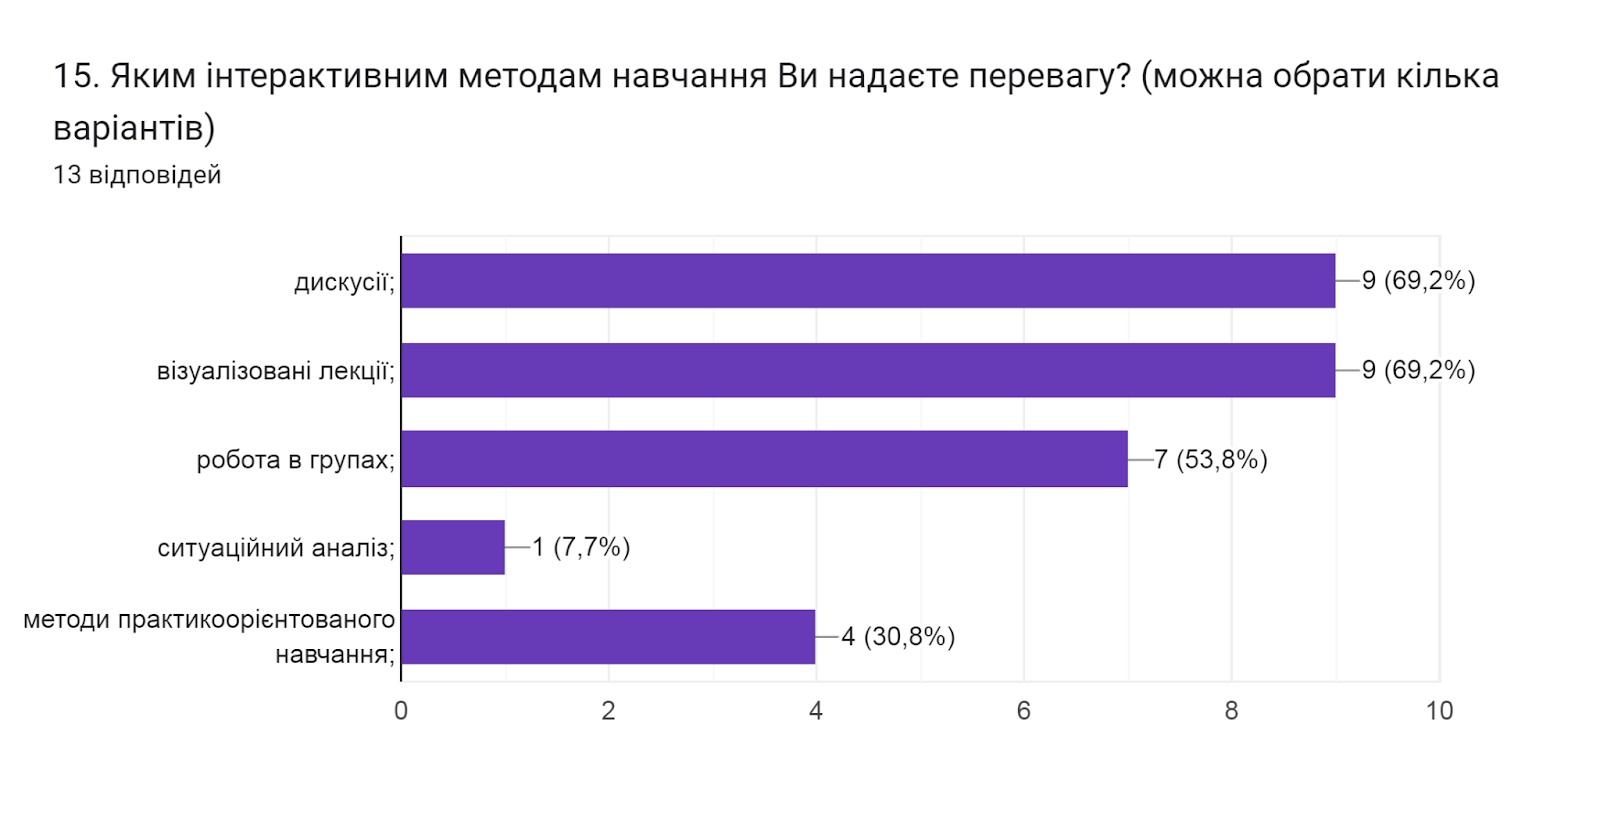 15. Яким інтерактивним методам навчання Ви надаєте перевагу? (можна обрати кілька
варіантів)
13 відповідей
дискусії;
9 (69,2%)
візуалізовані лекції;
9 (69,2%)
робота в групах;
7 (53,8%)
ситуаційний аналіз;
1 (7,7%)
методи практикоорієнтованого
навчання;
4 (30,8%)
0 2 4 6 8 10